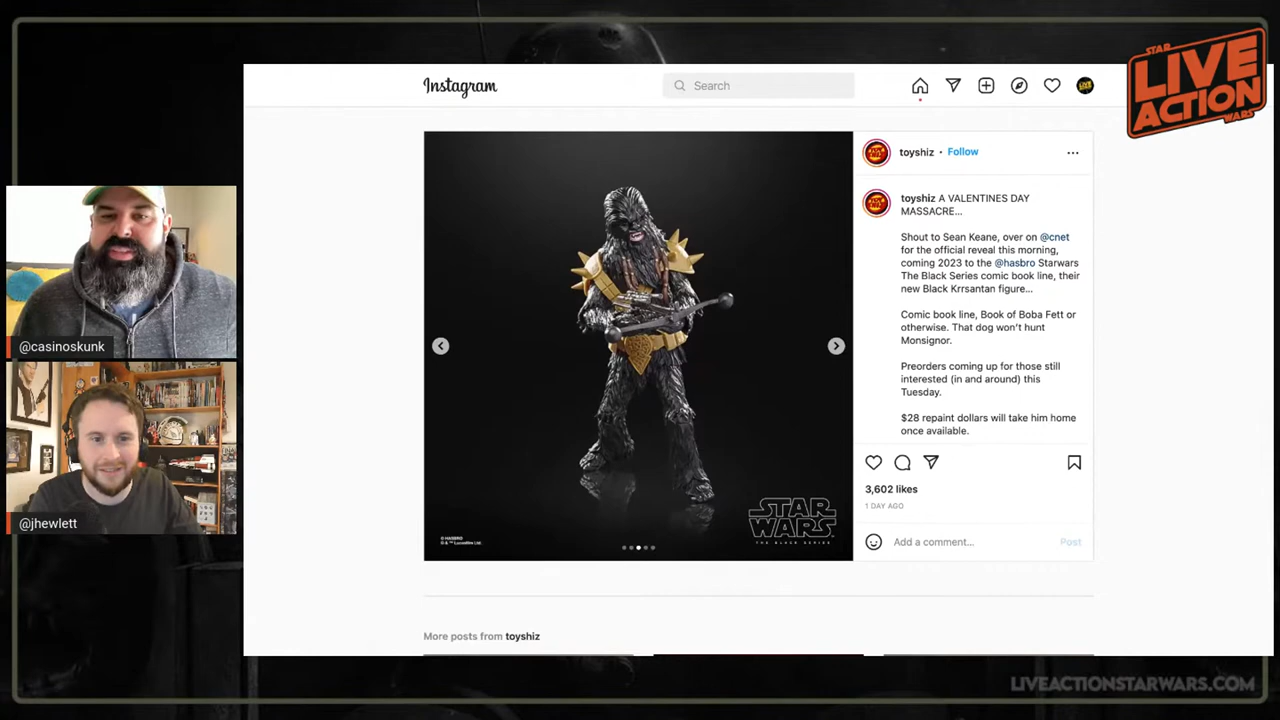 STAR
LIVE
ACTION
WARS
Instagram
Search
toyshiz • Follow
toyshiz A VALENTINES DAY
MASSACRE...
Shout to Sean Keane, over on @cnet
for the official reveal this morning,
coming 2023 to the @hasbro Starwars
The Black Series comic book line, their
new Black Krrsantan figure...
Comic book line, Book of Boba Fett or
otherwise. That dog won't hunt
Monsignor.
Preorders coming up for those still
interested (in and around) this
Tuesday.
$28 repaint dollars will take him home
once available.
3,602 likes
1 DAY AGO
Add a comment...
Post
STAR
WARS
THE BLACK SERIES
© HASBRO
& ™ Lucasfilm Ltd.
More posts from toyshiz
@casinoskunk
@jhewlett
LIVEACTIONSTARWARS.COM